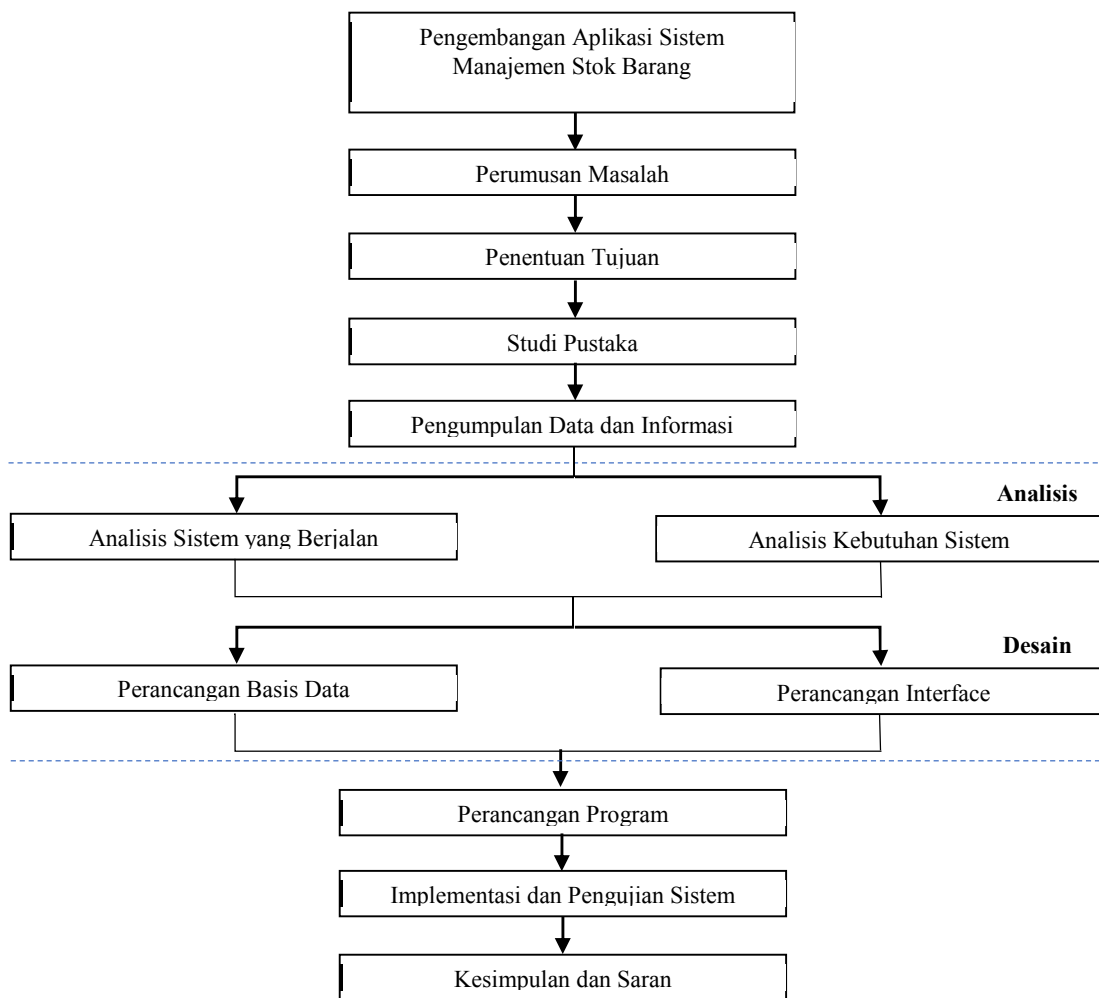 Pengembangan Aplikasi Sistem
Manajemen Stok Barang
Perumusan Masalah
Penentuan Tujuan
Studi Pustaka
Pengumpulan Data dan Informasi
Analisis
Analisis Sistem yang Berjalan
Analisis Kebutuhan Sistem
Desain
Perancangan Basis Data
Perancangan Interface
Perancangan Program
Implementasi dan Pengujian Sistem
Kesimpulan dan Saran